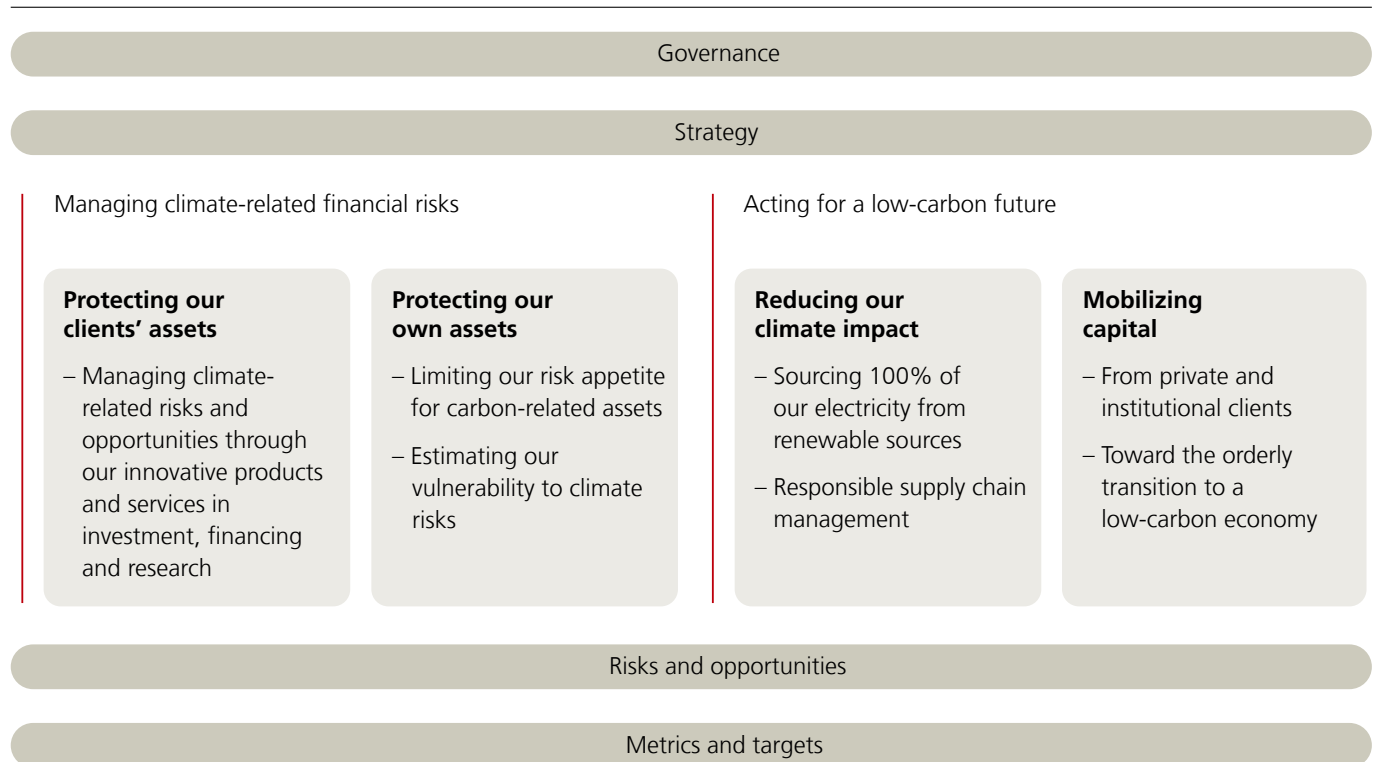 Governance
Strategy
Managing climate-related financial risks
Protecting our
clients’ assets
– Managing climate-
related risks and
opportunities through
our innovative products
and services in
investment, financing
and research
Protecting our
own assets
– Limiting our risk appetite
for carbon-related assets
– Estimating our
vulnerability to climate
risks
Acting for a low-carbon future
Reducing our
climate impact
– Sourcing 100% of
our electricity from
renewable sources
– Responsible supply chain
management
Mobilizing
capital
– From private and
institutional clients
– Toward the orderly
transition to a
low-carbon economy
Risks and opportunities
Metrics and targets